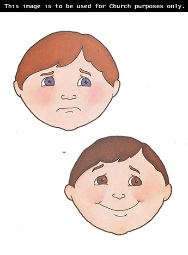 This image is to be used for Church purposes only.